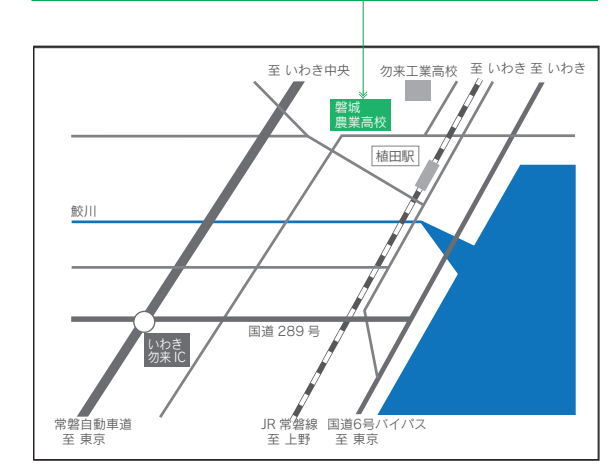 至 いわき中央
勿来工業高校
至 いわき
至 いわき
磐城
農業高校
植田駅
鮫川
国道 289 号
いわき
勿来 IC
常磐自動車道
至 東京
JR 常磐線
至 上野
国道6号バイパス
至 東京